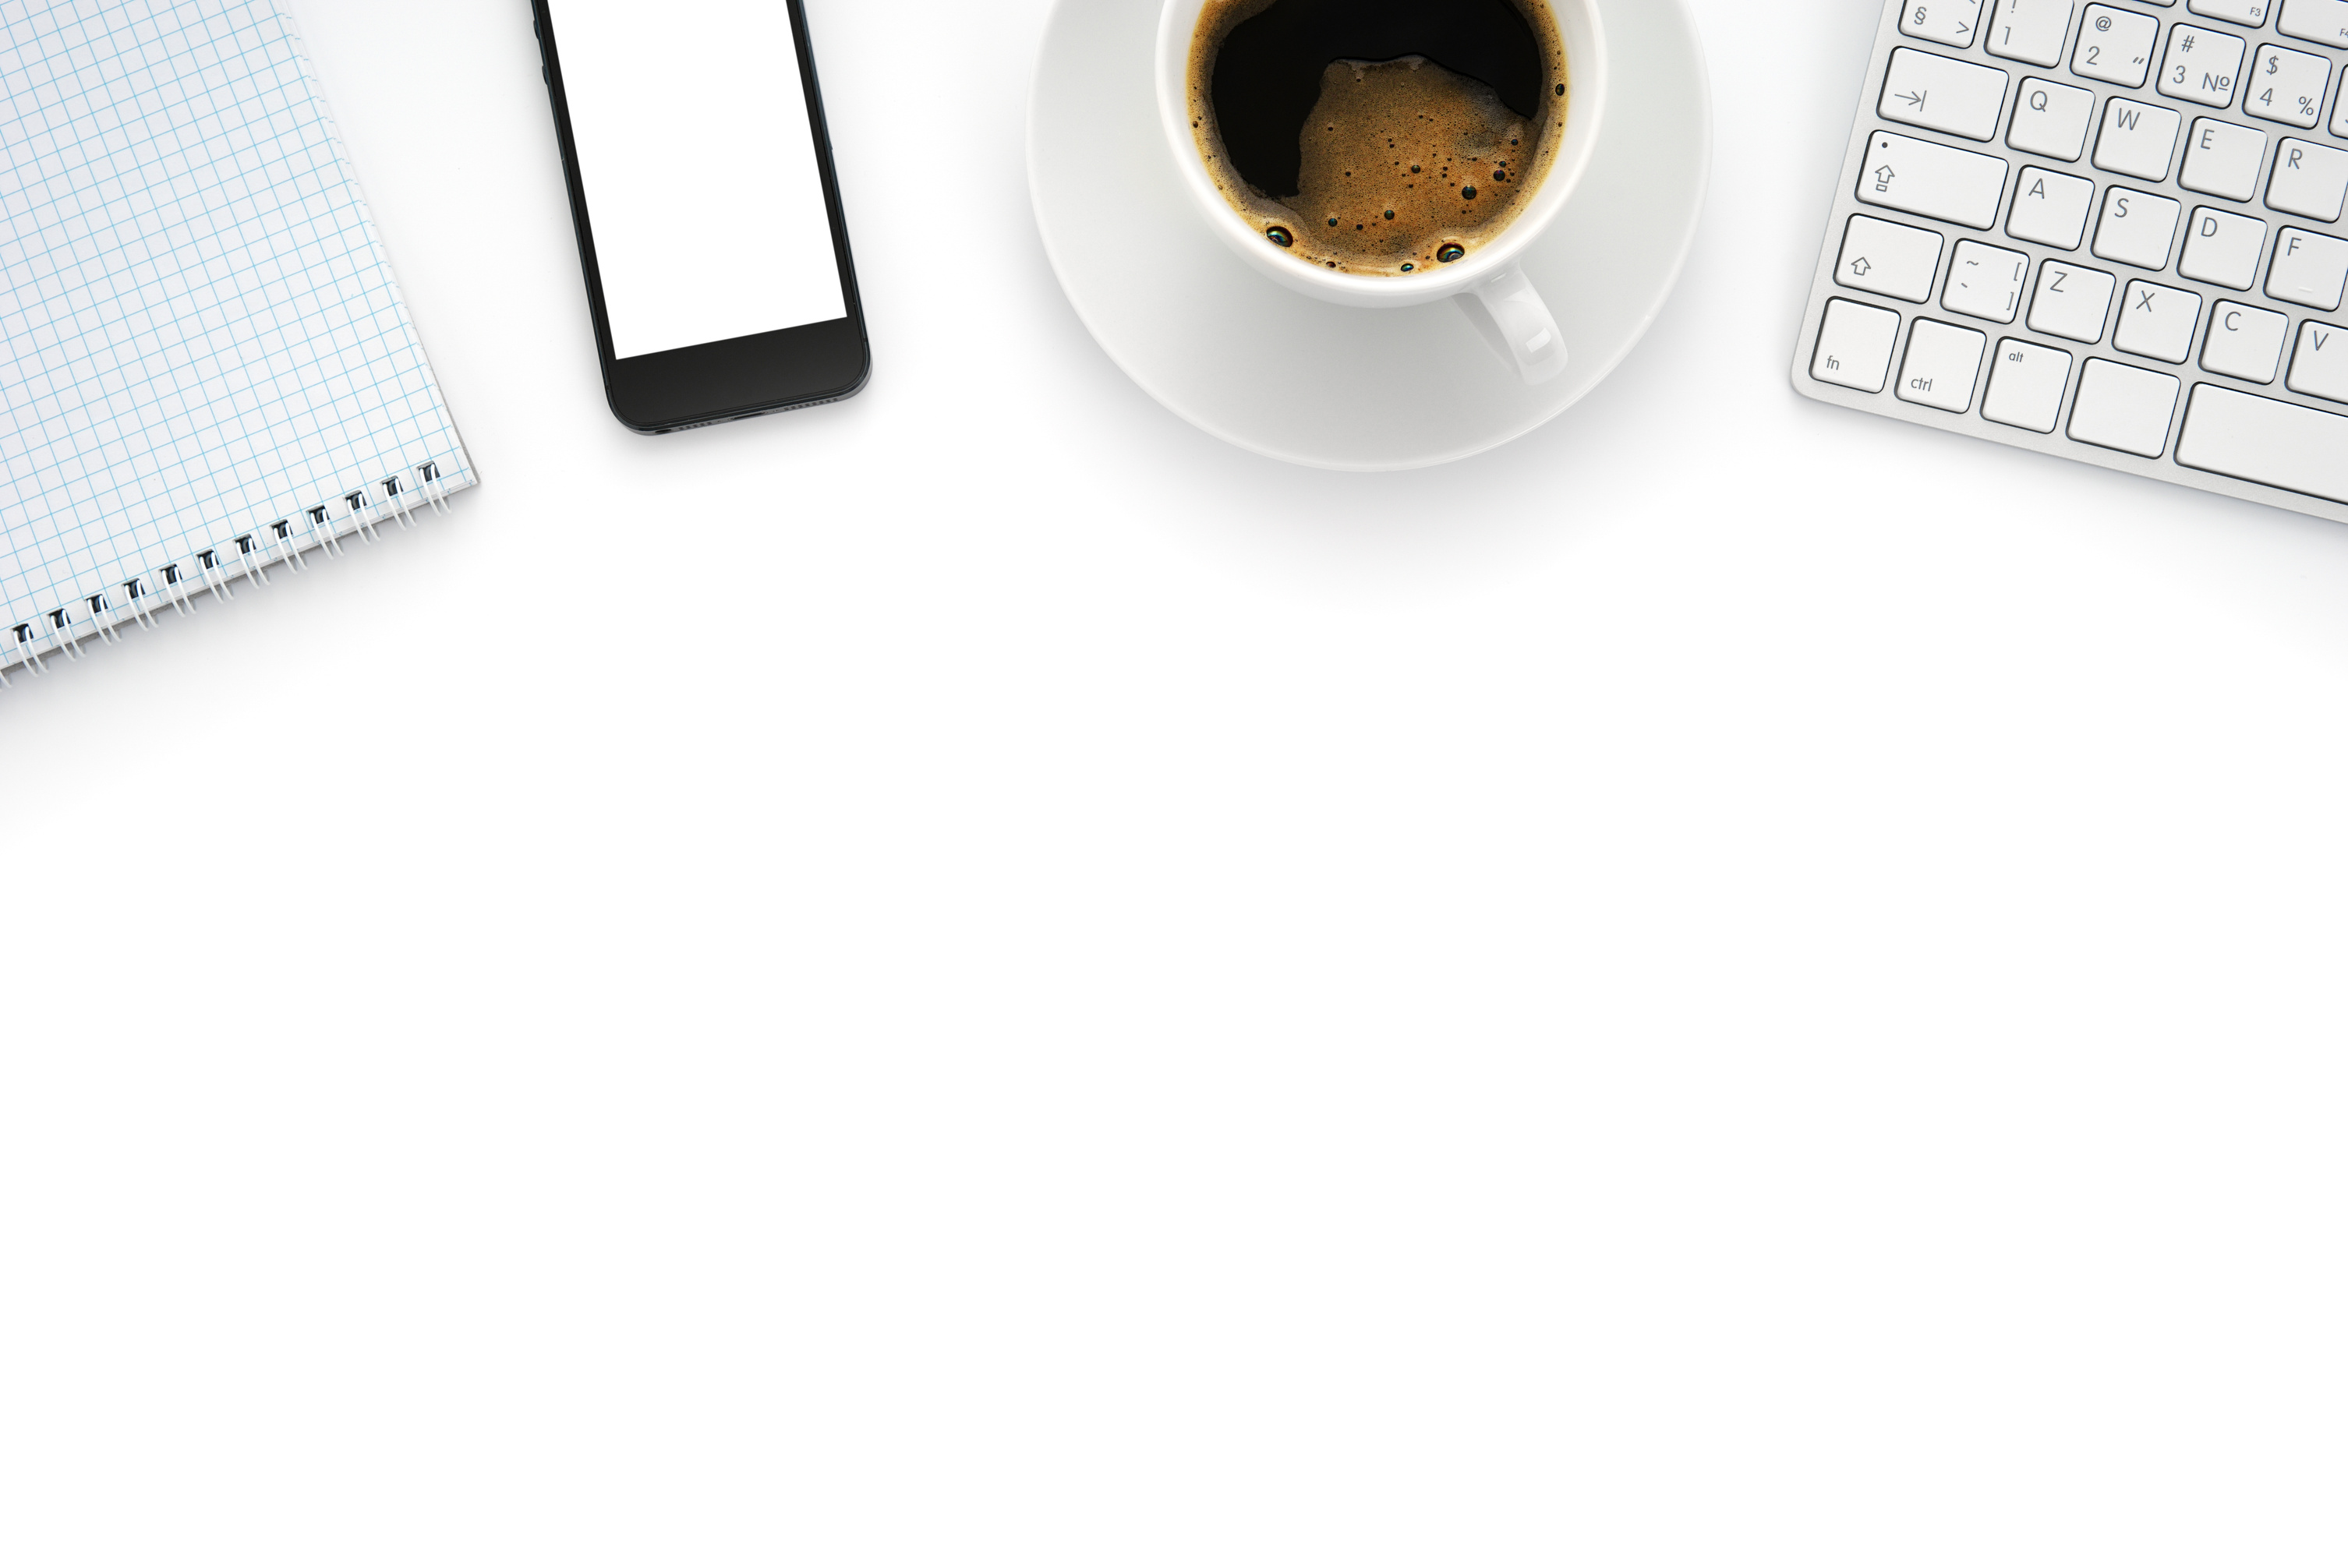 F3
§ >
! 1
@ 2 "
# 3 №
$ 4 %
Q W E R
A S D F
~ [ ` ]
Z X C V
fn ctrl alt